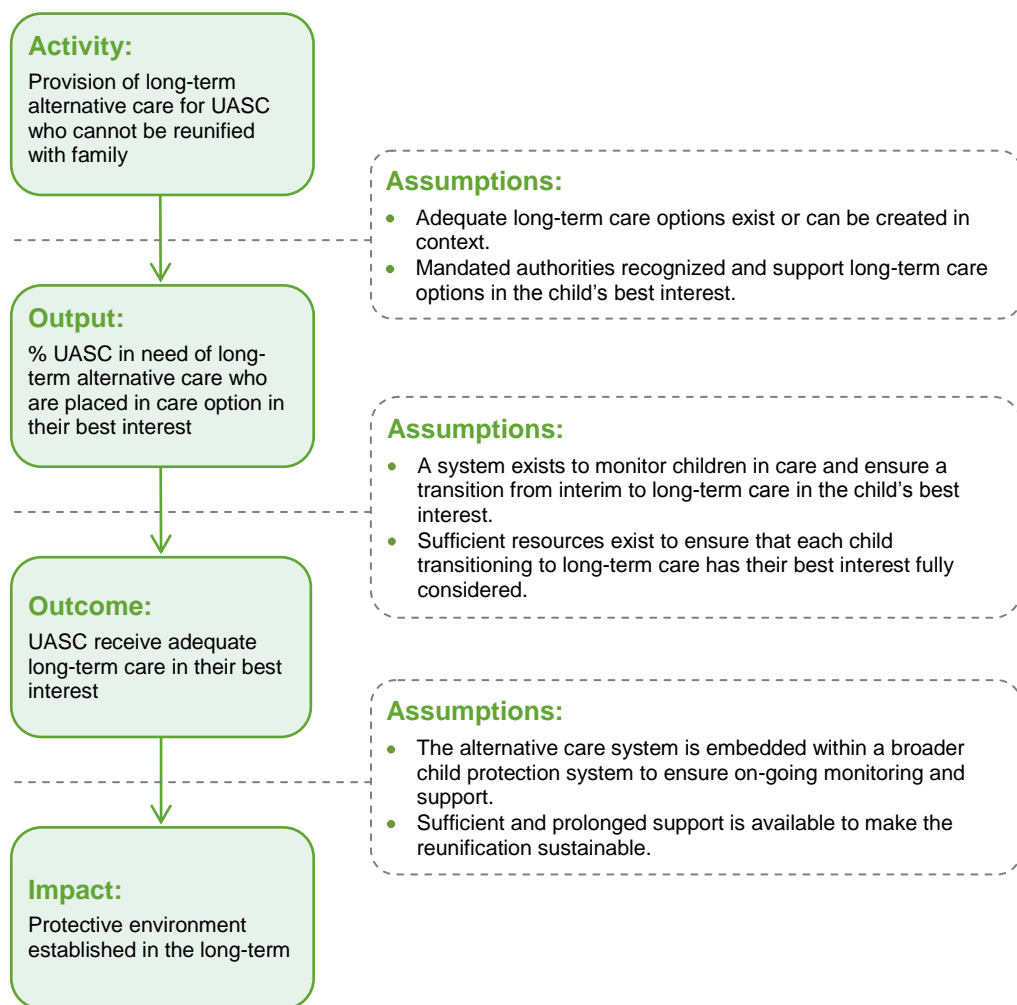 Activity:
Provision of long-term
alternative care for UASC
who cannot be reunified
with family
Assumptions:
• Adequate long-term care options exist or can be created in
context.
• Mandated authorities recognized and support long-term care
options in the child's best interest.
Output:
% UASC in need of long-
term alternative care who
are placed in care option in
their best interest
Assumptions:
• A system exists to monitor children in care and ensure a
transition from interim to long-term care in the child's best
interest.
• Sufficient resources exist to ensure that each child
transitioning to long-term care has their best interest fully
considered.
Outcome:
UASC receive adequate
long-term care in their best
interest
Assumptions:
• The alternative care system is embedded within a broader
child protection system to ensure on-going monitoring and
support.
• Sufficient and prolonged support is available to make the
reunification sustainable.
Impact:
Protective environment
established in the long-term